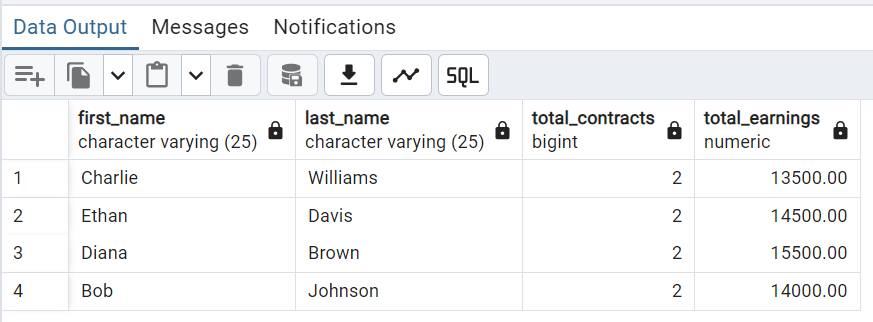 Data Output Messages Notifications
SQL
first_name last_name total_contracts total_earnings
character varying (25) character varying (25) bigint numeric
1 Charlie Williams 2 13500.00
2 Ethan Davis 2 14500.00
3 Diana Brown 2 15500.00
4 Bob Johnson 2 14000.00